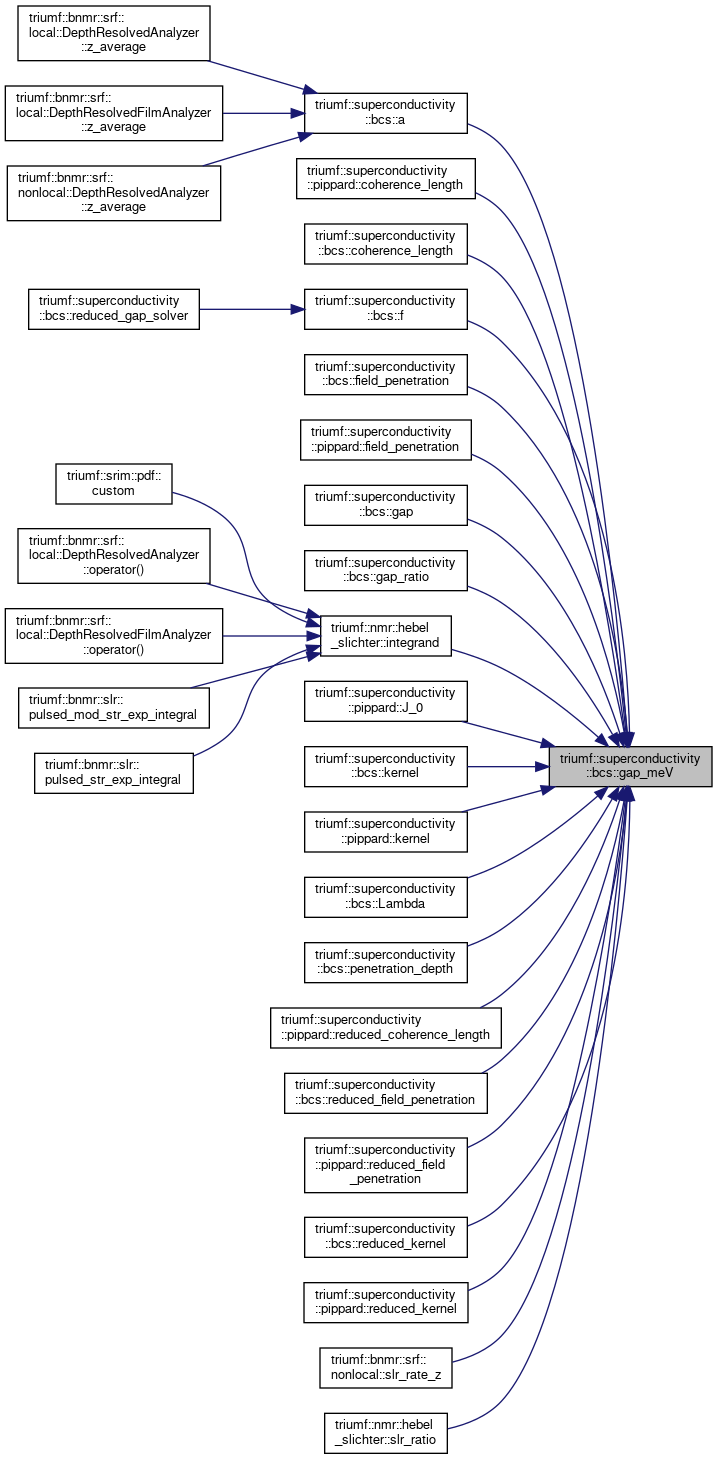 triumf::bnmr::srf::
local::DepthResolvedAnalyzer
::z_average
triumf::bnmr::srf::
local::DepthResolvedFilmAnalyzer
::z_average
triumf::bnmr::srf::
nonlocal::DepthResolvedAnalyzer
::z_average
triumf::superconductivity
::bcs::reduced_gap_solver
triumf::srim::pdf::
custom
triumf::bnmr::srf::
local::DepthResolvedAnalyzer
::operator()
triumf::bnmr::srf::
local::DepthResolvedFilmAnalyzer
::operator()
triumf::bnmr::slr::
pulsed_mod_str_exp_integral
triumf::bnmr::slr::
pulsed_str_exp_integral
triumf::superconductivity
::bcs::a
triumf::superconductivity
::pippard::coherence_length
triumf::superconductivity
::bcs::coherence_length
triumf::superconductivity
::bcs::f
triumf::superconductivity
::bcs::field_penetration
triumf::superconductivity
::pippard::field_penetration
triumf::superconductivity
::bcs::gap
triumf::superconductivity
::bcs::gap_ratio
triumf::nmr::hebel
_slichter::integrand
triumf::superconductivity
::pippard::J_0
triumf::superconductivity
::bcs::kernel
triumf::superconductivity
::pippard::kernel
triumf::superconductivity
::bcs::Lambda
triumf::superconductivity
::bcs::penetration_depth
triumf::superconductivity
::pippard::reduced_coherence_length
triumf::superconductivity
::bcs::reduced_field_penetration
triumf::superconductivity
::pippard::reduced_field
_penetration
triumf::superconductivity
::bcs::reduced_kernel
triumf::superconductivity
::pippard::reduced_kernel
triumf::bnmr::srf::
nonlocal::slr_rate_z
triumf::nmr::hebel
_slichter::slr_ratio
triumf::superconductivity
::bcs::gap_meV